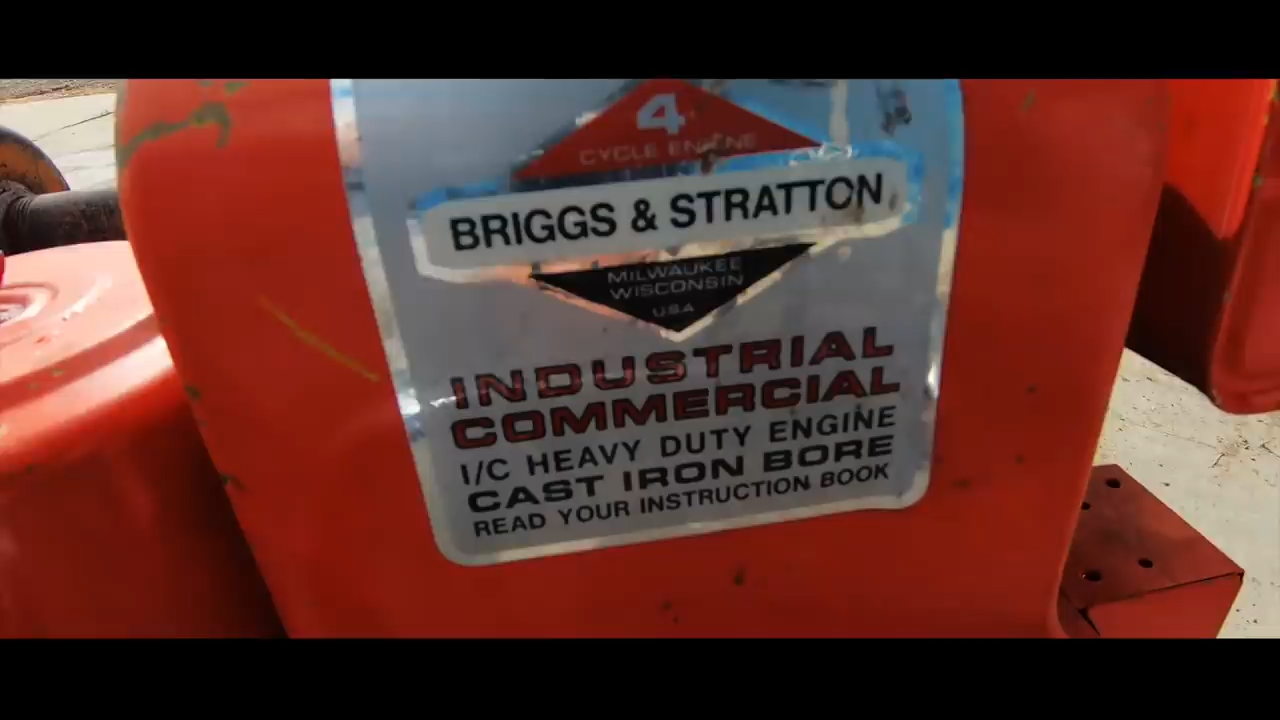 4
CYCLE ENGINE
BRIGGS & STRATTON
MILWAUKEE
WISCONSIN
USA
INDUSTRIAL
COMMERCIAL
I/C HEAVY DUTY ENGINE
CAST IRON BORE
READ YOUR INSTRUCTION BOOK